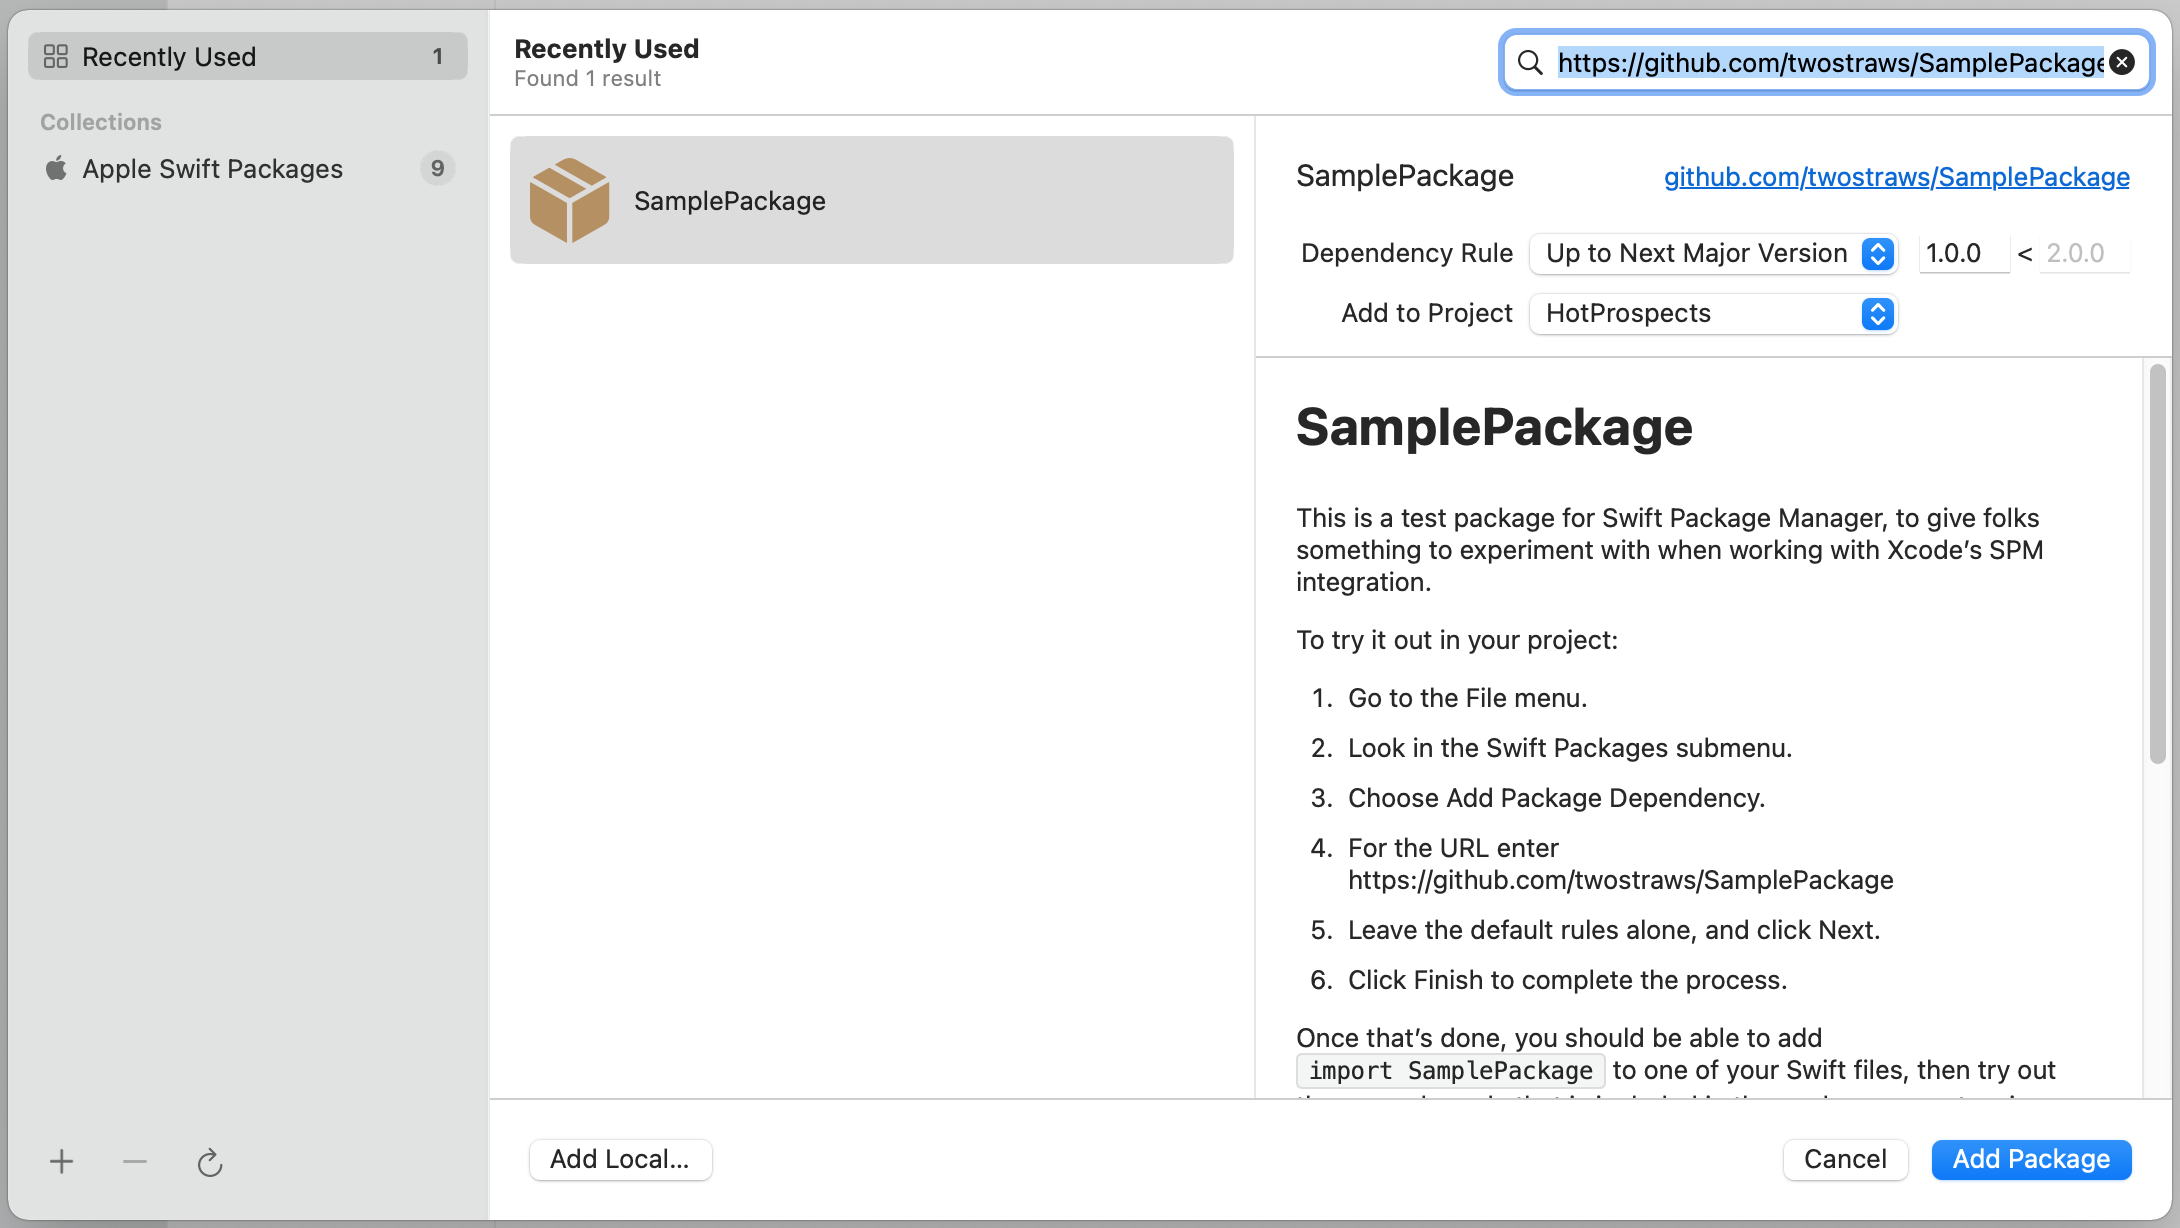 Recently Used 1
Collections
Apple Swift Packages 9
Recently Used
Found 1 result
https://github.com/twostraws/SamplePackage
SamplePackage
SamplePackage github.com/twostraws/SamplePackage
Dependency Rule Up to Next Major Version 1.0.0 < 2.0.0
Add to Project HotProspects
SamplePackage
This is a test package for Swift Package Manager, to give folks
something to experiment with when working with Xcode’s SPM
integration.
To try it out in your project:
1. Go to the File menu.
2. Look in the Swift Packages submenu.
3. Choose Add Package Dependency.
4. For the URL enter
https://github.com/twostraws/SamplePackage
5. Leave the default rules alone, and click Next.
6. Click Finish to complete the process.
Once that’s done, you should be able to add
import SamplePackage to one of your Swift files, then try out
Add Local...
Cancel
Add Package